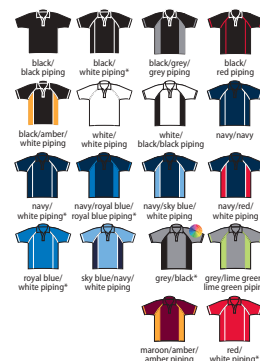 black/ black/ black/grey/ black/
black piping white piping* grey piping red piping
black/amber/ white/ white/ navy/navy
white piping white piping black/black piping
navy/ navy/royal blue/ navy/sky blue/ navy/red/
white piping* royal blue piping* white piping white piping
royal blue/ sky blue/navy/ grey/black* grey/lime green
white piping* white piping lime green pipin
maroon/amber/ red/
amber piping white piping*